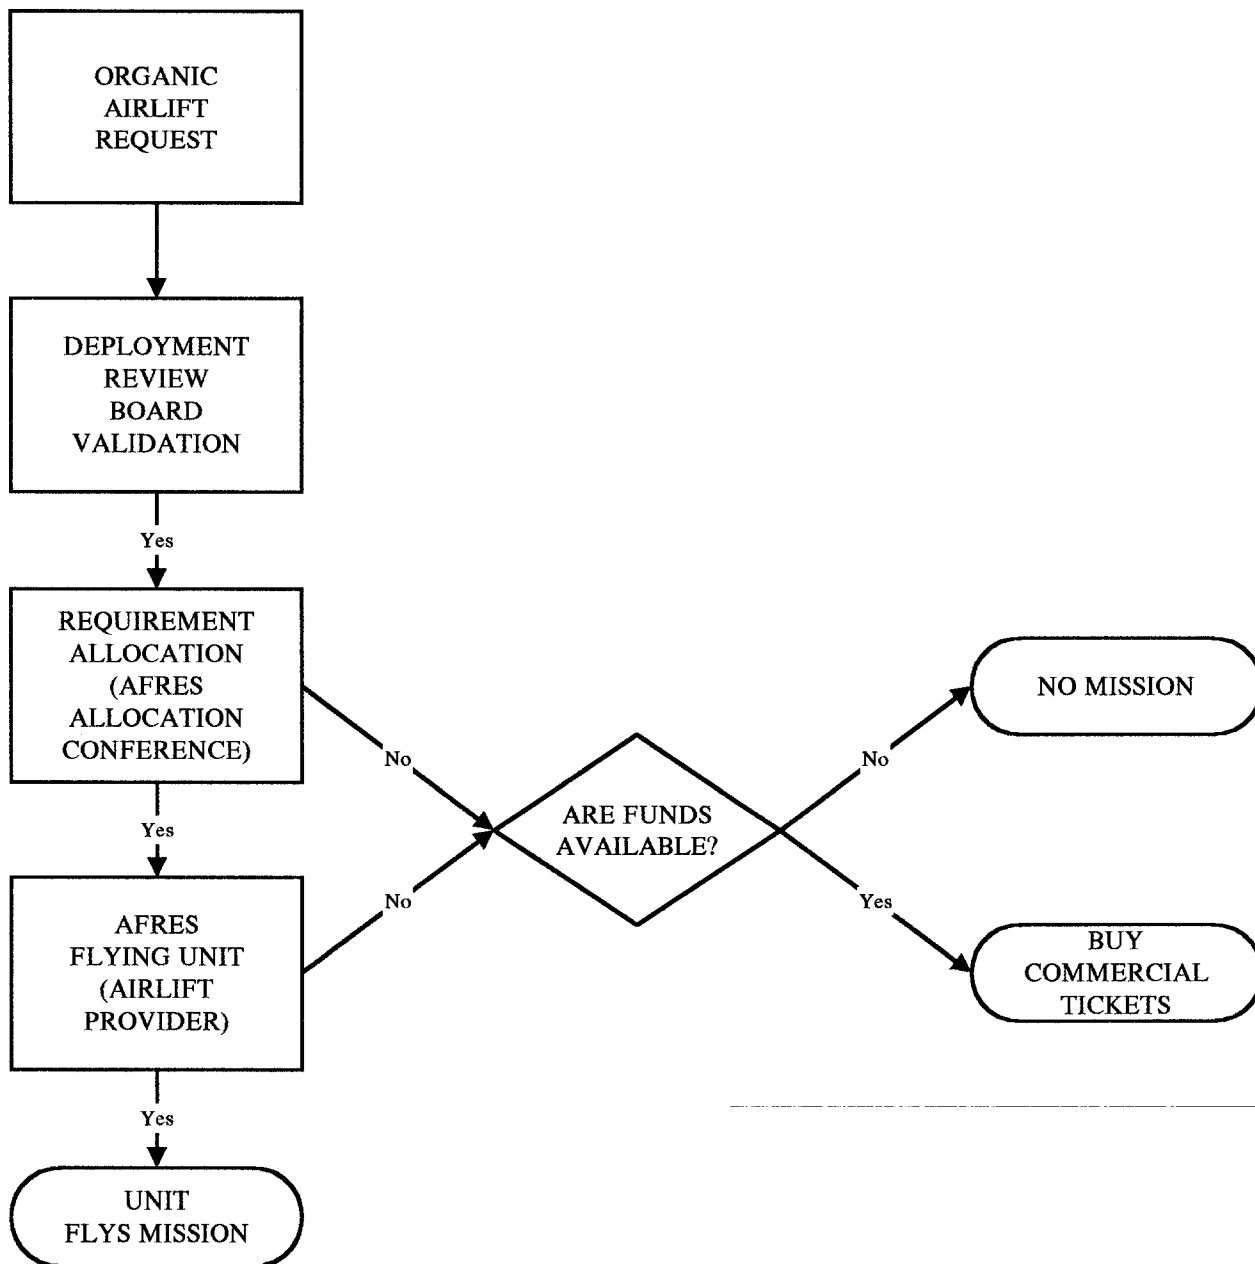 ORGANIC
AIRLIFT
REQUEST
DEPLOYMENT
REVIEW
BOARD
VALIDATION
Yes
REQUIREMENT
ALLOCATION
(AFRES
ALLOCATION
CONFERENCE)
No
Yes
AFRES
FLYING UNIT
(AIRLIFT
PROVIDER)
No
Yes
UNIT
FLYS MISSION
ARE FUNDS
AVAILABLE?
No
NO MISSION
Yes
BUY
COMMERCIAL
TICKETS